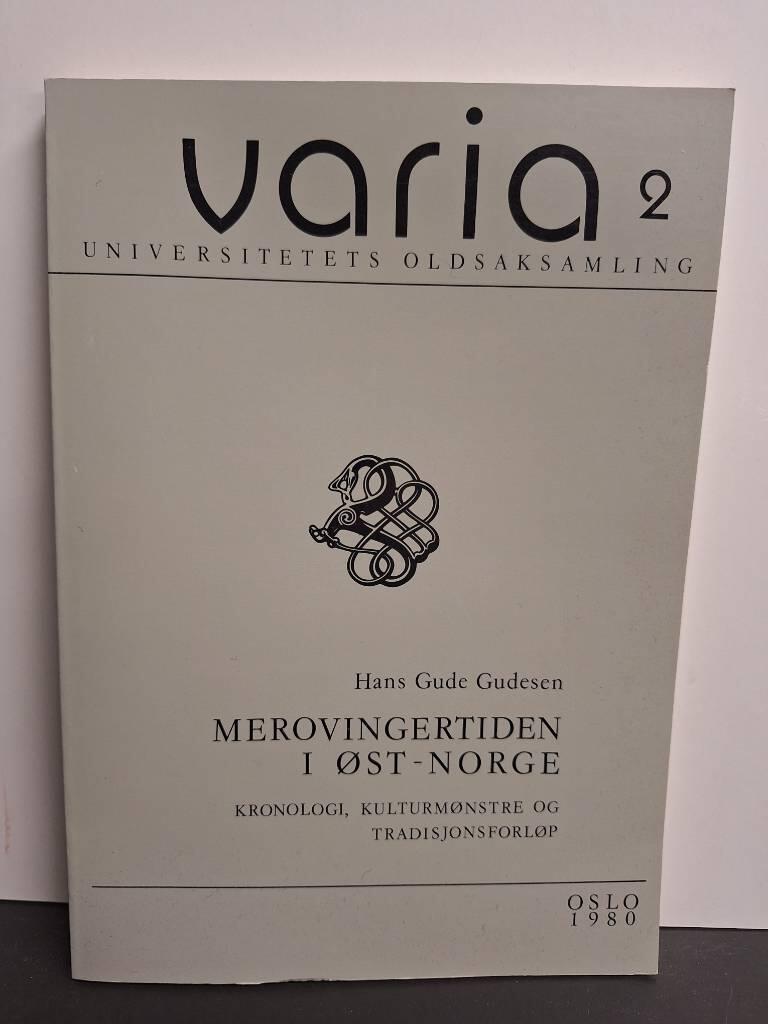 varia 2
UNIVERSITETETS OLDSAKSAMLING
Hans Gude Gudesen
MEROVINGERTIDEN
I ØST-NORGE
KRONOLOGI, KULTURMØNSTRE OG
TRADISJONSFORLØP
OSLO
1980